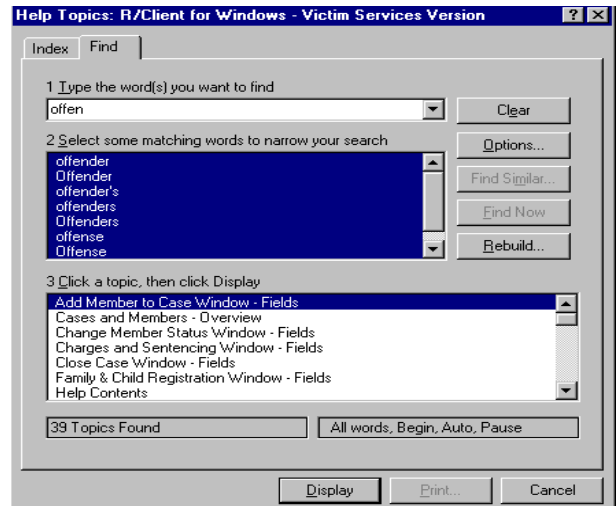 Help Topics: R/Client for Windows - Victim Services Version
Index Find
1 Type the word(s) you want to find
offen
Clear
2 Select some matching words to narrow your search
Options...
offender
Offender
offender's
offenders
Offenders
offense
Offense
Find Similar...
Find Now
Rebuild...
3 Click a topic, then click Display
Add Member to Case Window - Fields
Cases and Members - Overview
Change Member Status Window - Fields
Charges and Sentencing Window - Fields
Close Case Window - Fields
Family & Child Registration Window - Fields
Help Contents
39 Topics Found
All words, Begin, Auto, Pause
Display Print... Cancel